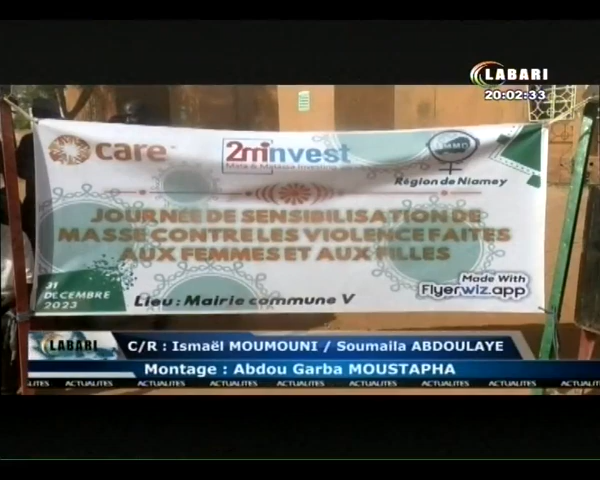 LABARI
20:02:33
care
2minvest
MMD
Région de Niamey
JOURNEE DE SENSIBILISATION DE
MASSE CONTRE LES VIOLENCE FAITES
AUX FEMMES ET AUX FILLES
31
DECEMBRE
2023
Lieu : Mairie commune V
Made With
Flyerwiz.app
LABARI
C/R : Ismaël MOUMOUNI / Soumaila ABDOULAYE
Montage : Abdou Garba MOUSTAPHA
ACTUALITES ACTUALITES ACTUALITES ACTUALITES ACTUALITES ACTUALITES